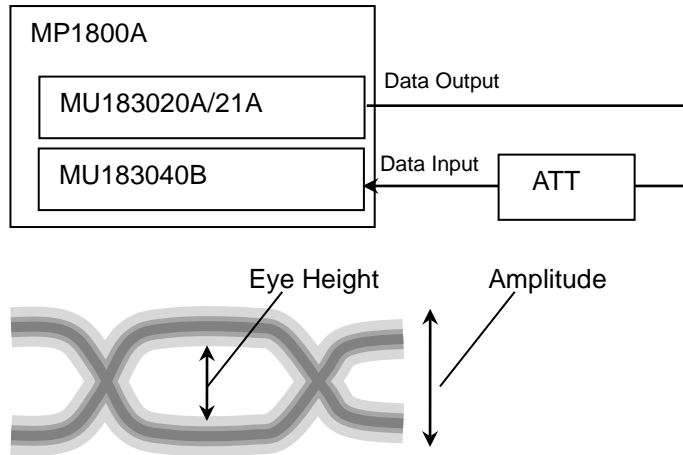 MP1800A
MU183020A/21A
Data Output
MU183040B
Data Input
ATT
Eye Height
Amplitude